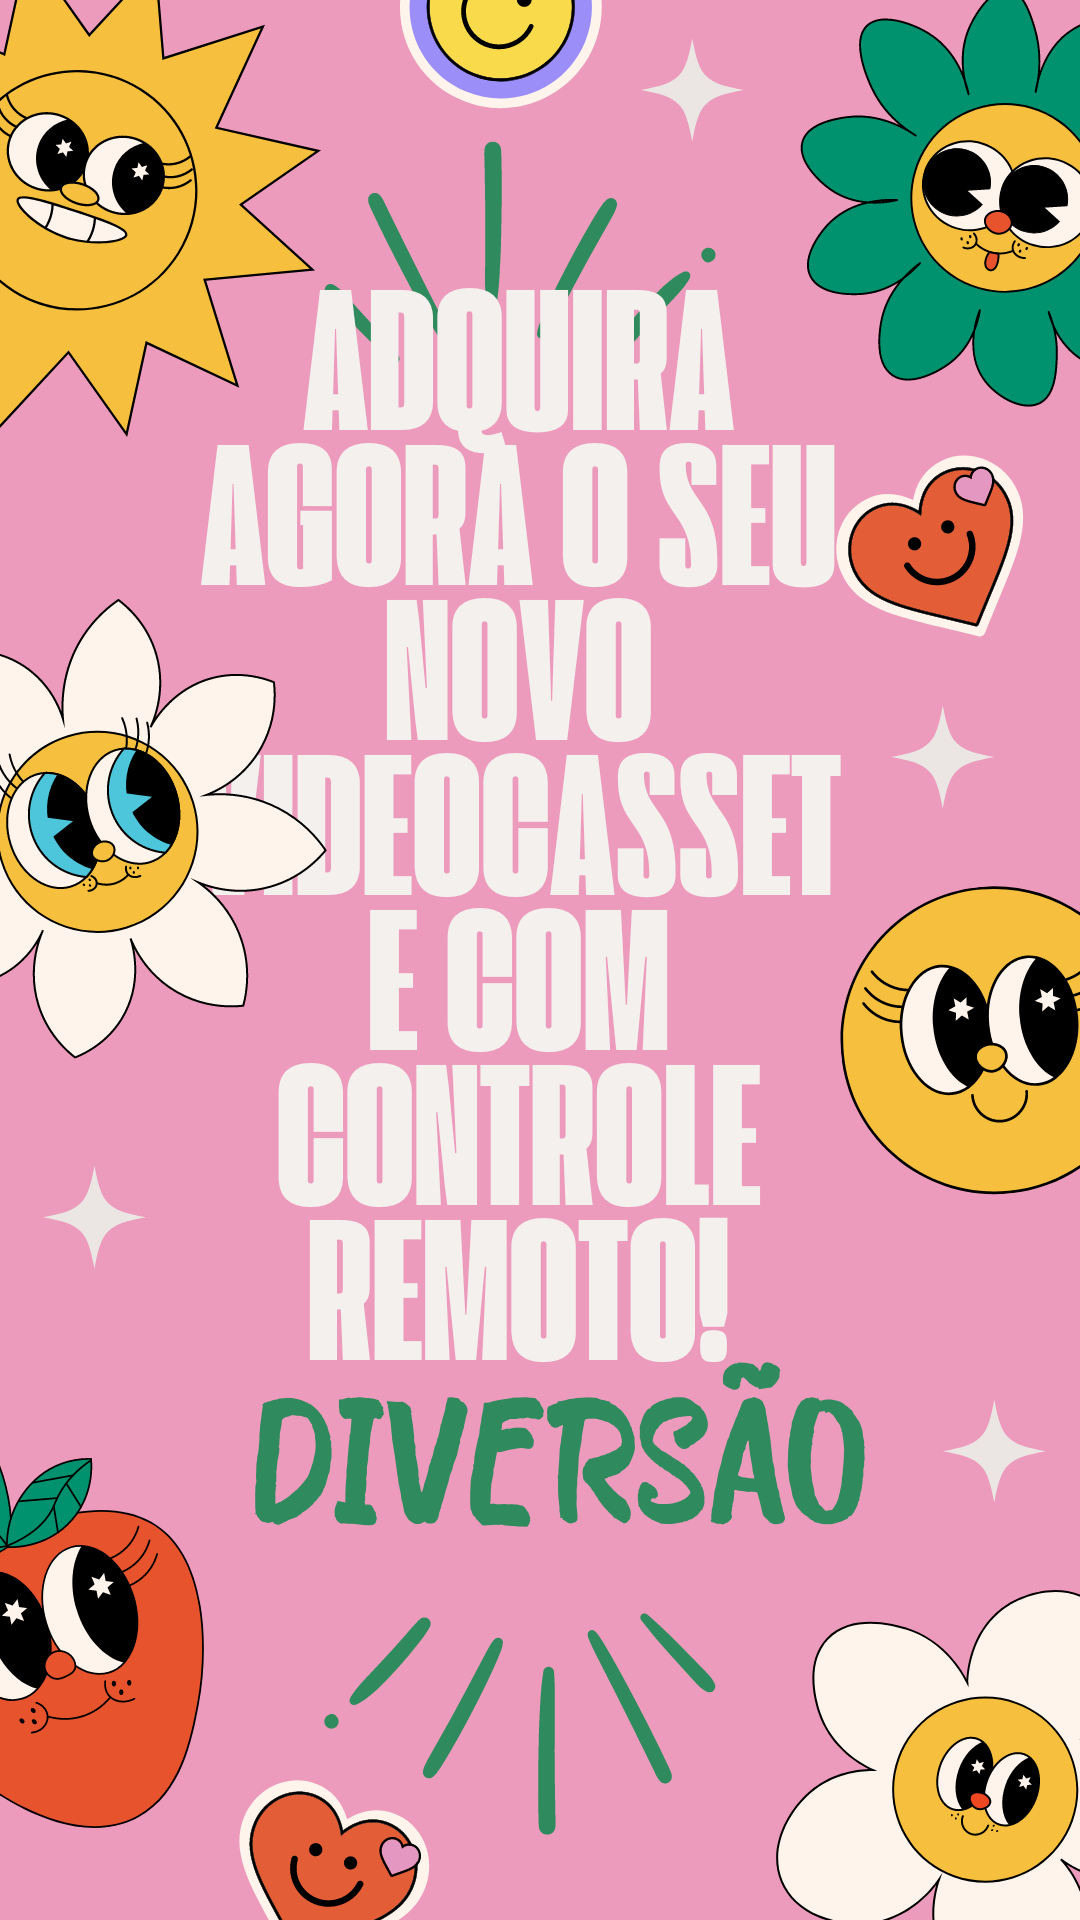 ADQUIRA
AGORA O SEU
NOVO
VIDEOCASSET
E COM
CONTROLE
REMOTO!
DIVERSÃO